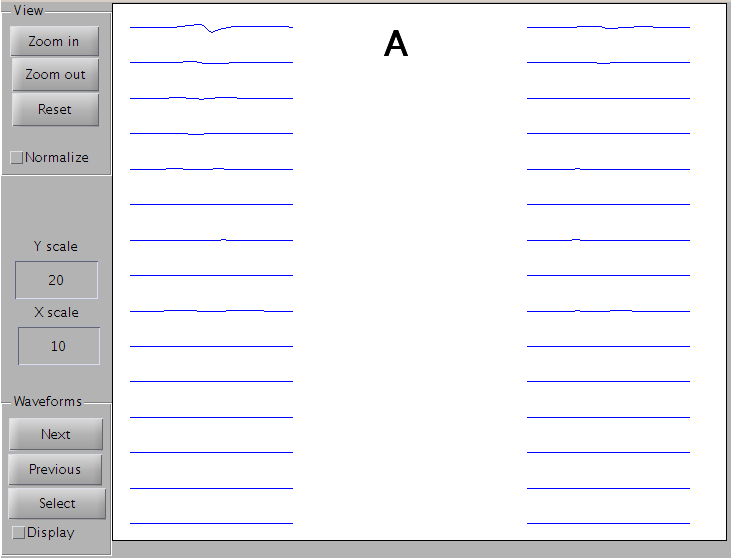 View
Zoom in
Zoom out
Reset
Normalize
Y scale
20
X scale
10
Waveforms
Next
Previous
Select
Display
A